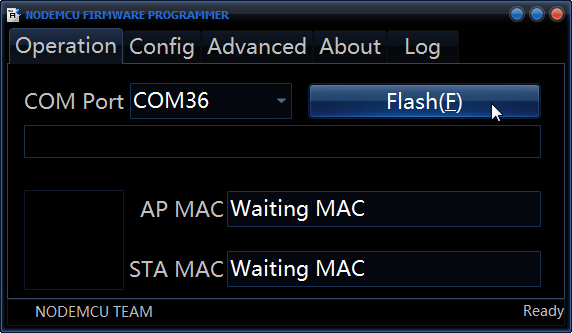 NODEMCU FIRMWARE PROGRAMMER
Operation Config Advanced About Log
COM Port COM36 Flash(F)
AP MAC Waiting MAC
STA MAC Waiting MAC
NODEMCU TEAM Ready